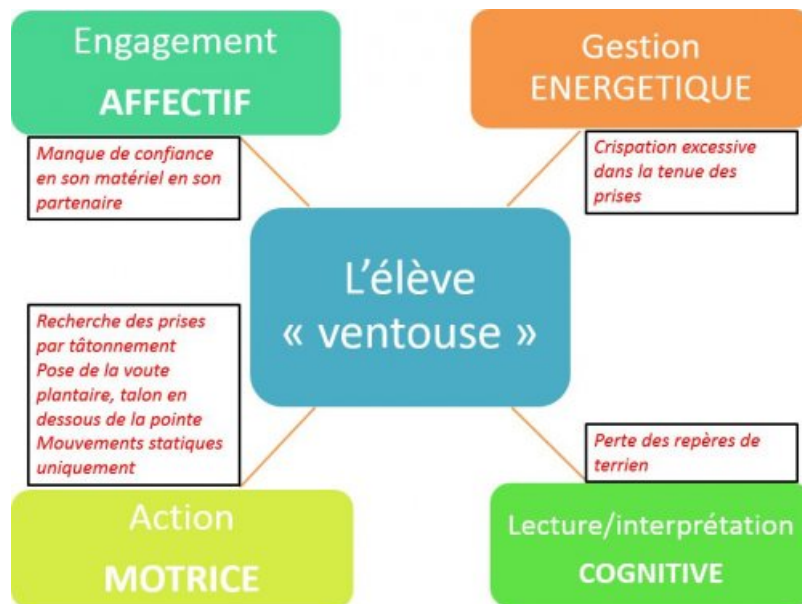 Engagement
AFFECTIF
Gestion
ENERGETIQUE
Manque de confiance
en son matériel en son
partenaire
Crispation excessive
dans la tenue des
prises
L'élève
« ventouse »
Recherche des prises
par tâtonnement
Pose de la voute
plantaire, talon en
dessous de la pointe
Mouvements statiques
uniquement
Perte des repères de
terrien
Action
MOTRICE
Lecture/interprétation
COGNITIVE